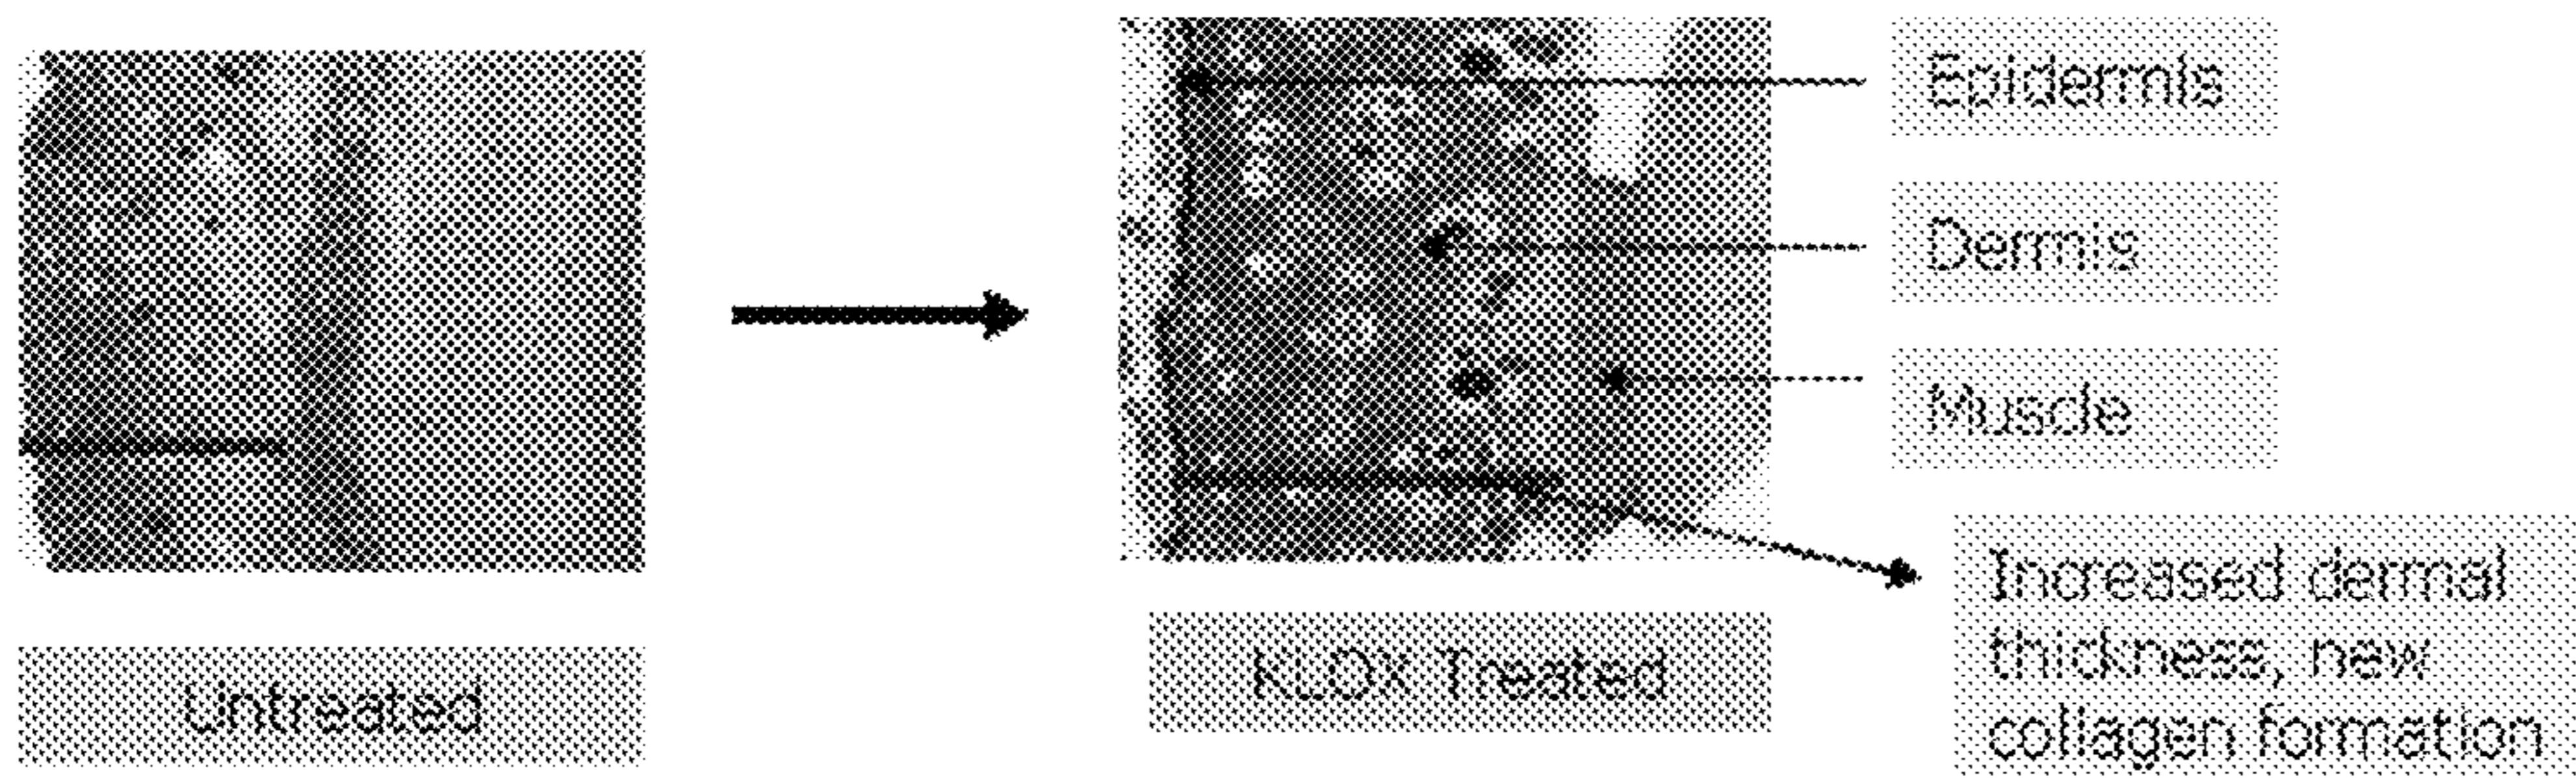 Epidermis
Dermis
Muscle
Increased dermal
thickness, new
collagen formation
Untreated
KLOX Treated